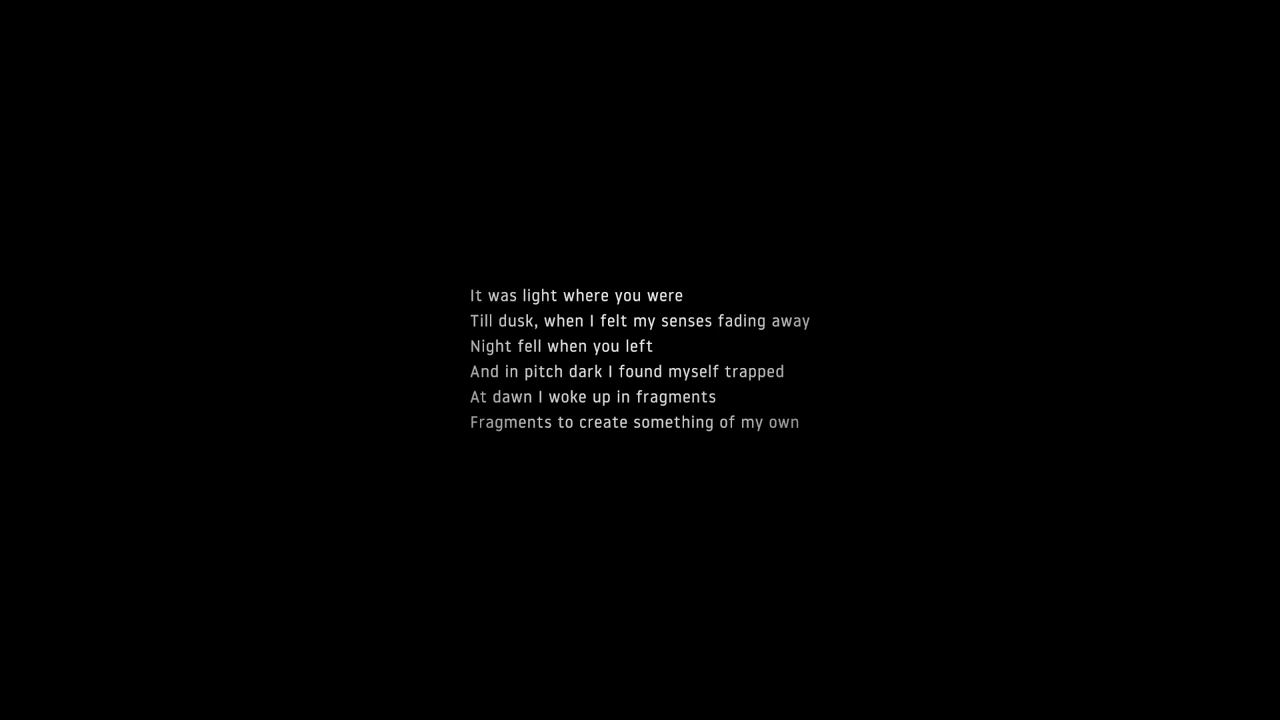 It was light where you were
Till dusk, when I felt my senses fading away
Night fell when you left
And in pitch dark I found myself trapped
At dawn I woke up in fragments
Fragments to create something of my own